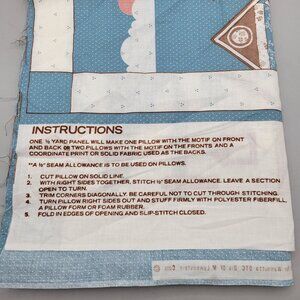 INSTRUCTIONS
ONE ½ YARD PANEL WILL MAKE ONE PILLOW WITH THE MOTIF ON FRONT
AND BACK OR TWO PILLOWS WITH THE MOTIF ON THE FRONTS AND A
COORDINATE PRINT OR SOLID FABRIC USED AS THE BACKS.
**A ½" SEAM ALLOWANCE IS TO BE USED ON PILLOWS.
1. CUT PILLOW ON SOLID LINE.
2. WITH RIGHT SIDES TOGETHER, STITCH ½" SEAM ALLOWANCE. LEAVE A SECTION
OPEN TO TURN.
3. TRIM CORNERS DIAGONALLY. BE CAREFUL NOT TO CUT THROUGH STITCHING.
4. TURN PILLOW RIGHT SIDES OUT AND STUFF FIRMLY WITH POLYESTER FIBERFILL,
A PILLOW FORM OR FOAM RUBBER.
5. FOLD IN EDGES OF OPENING AND SLIP-STITCH CLOSED.